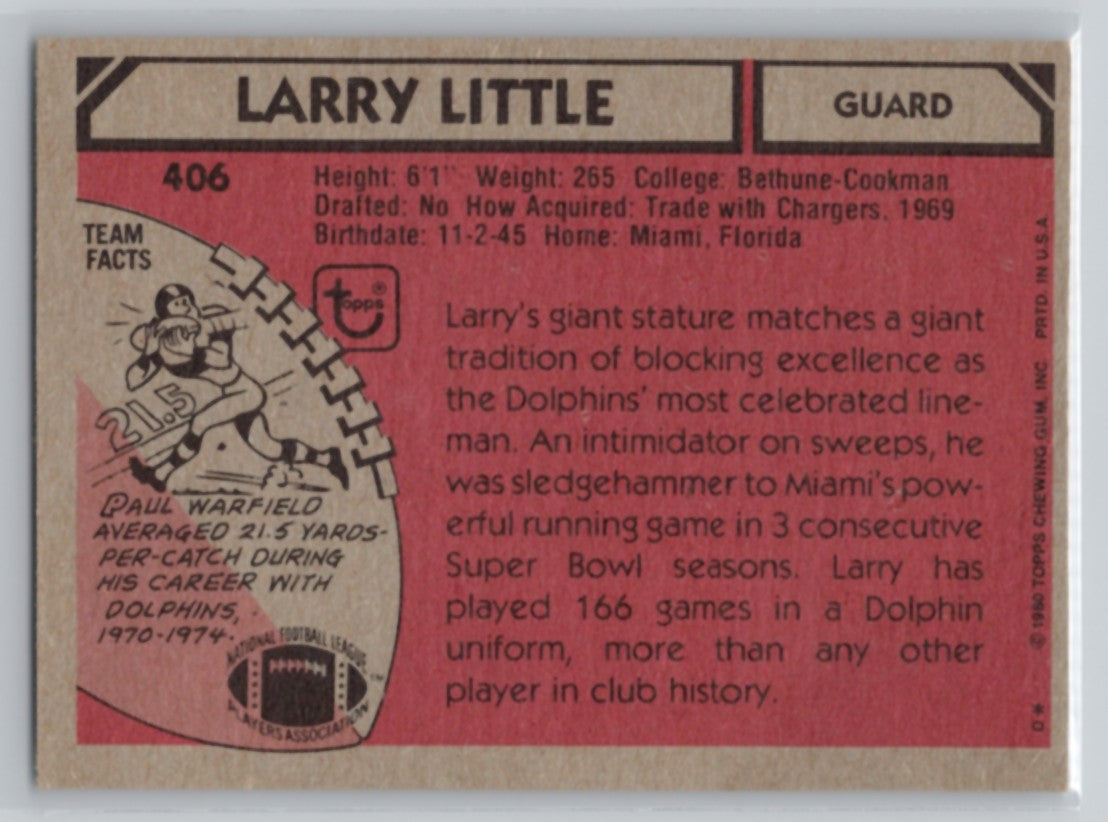 LARRY LITTLE
GUARD
406
Height: 6'1" Weight: 265 College: Bethune-Cookman
Drafted: No How Acquired: Trade with Chargers, 1969
Birthdate: 11-2-45 Home: Miami, Florida
TEAM
FACTS
topps®
21.5
PAUL WARFIELD
AVERAGED 21.5 YARDS-
PER-CATCH DURING
HIS CAREER WITH
DOLPHINS,
1970-1974.
NATIONAL FOOTBALL LEAGUE
PLAYERS ASSOCIATION
™
Larry's giant stature matches a giant
tradition of blocking excellence as
the Dolphins' most celebrated line-
man. An intimidator on sweeps, he
was sledgehammer to Miami's pow-
erful running game in 3 consecutive
Super Bowl seasons. Larry has
played 166 games in a Dolphin
uniform, more than any other
player in club history.
© 1980 TOPPS CHEWING GUM, INC PRTD. IN U.S.A.
D*